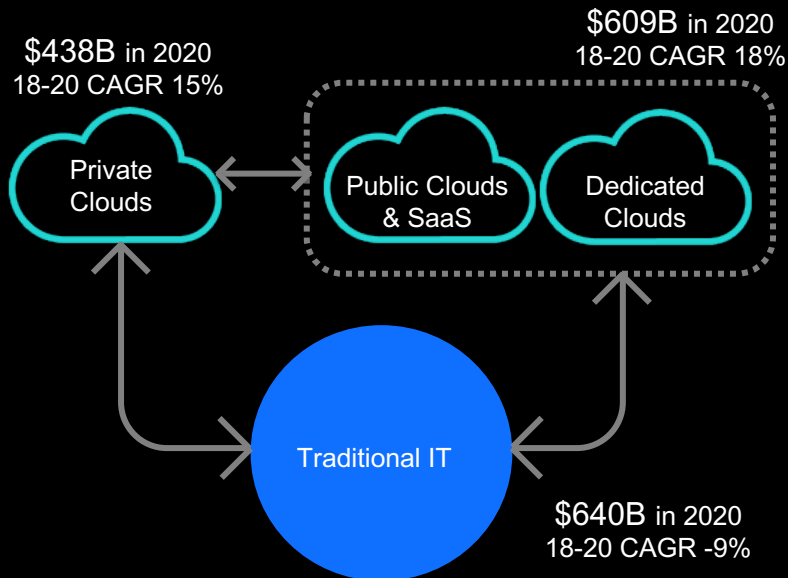 $438B in 2020
18-20 CAGR 15%
$609B in 2020
18-20 CAGR 18%
Private
Clouds
Public Clouds
& SaaS
Dedicated
Clouds
Traditional IT
$640B in 2020
18-20 CAGR -9%